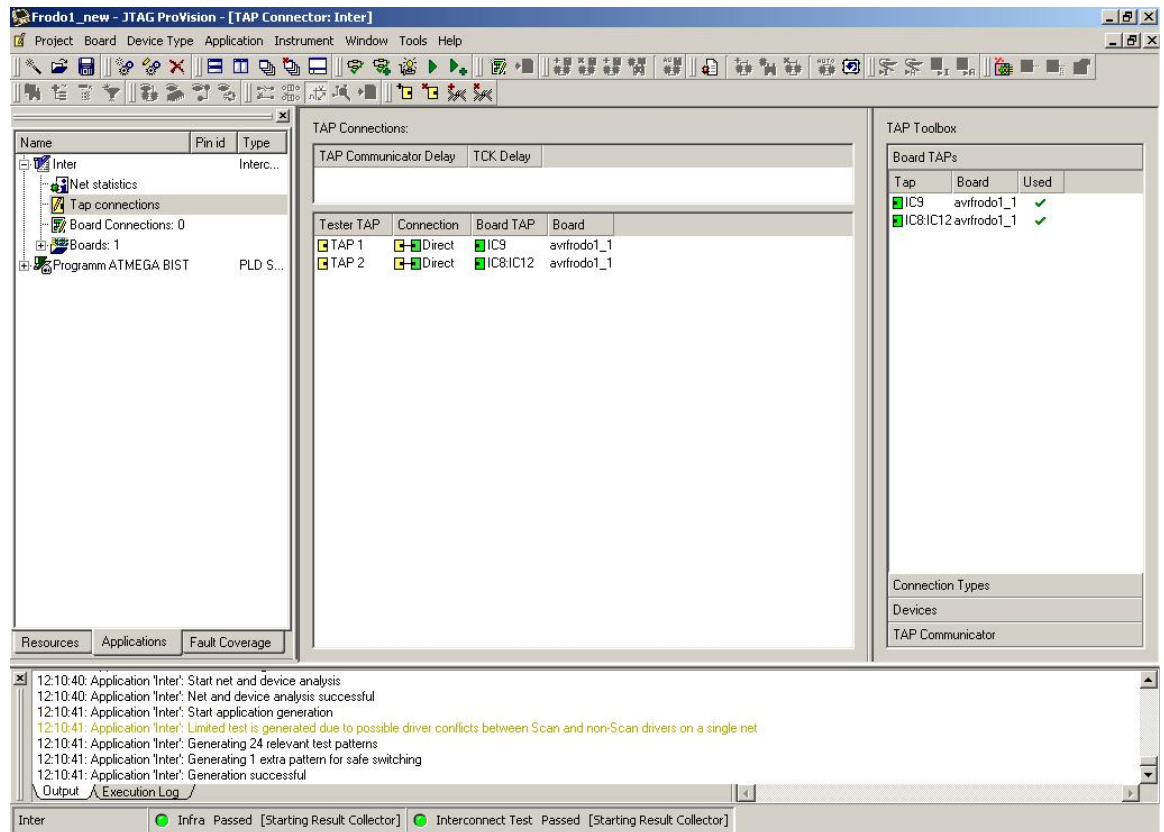 Frodo1_new - JTAG ProVision - [TAP Connector: Inter]
Project Board Device Type Application Instrument Window Tools Help
Name Pin id Type
Inter Interc...
Net statistics
Tap connections
Board Connections: 0
Boards: 1
Programm ATMEGA BIST PLD S...
Resources Applications Fault Coverage
TAP Connections:
TAP Communicator Delay TCK Delay
Tester TAP Connection Board TAP Board
TAP 1 Direct IC9 avrfrodo1_1
TAP 2 Direct IC8:IC12 avrfrodo1_1
TAP Toolbox
Board TAPs
Tap Board Used
IC9 avrfrodo1_1
IC8:IC12 avrfrodo1_1
Connection Types
Devices
TAP Communicator
12:10:40: Application 'Inter': Start net and device analysis
12:10:40: Application 'Inter': Net and device analysis successful
12:10:41: Application 'Inter': Start application generation
12:10:41: Application 'Inter': Limited test is generated due to possible driver conflicts between Scan and non-Scan drivers on a single net
12:10:41: Application 'Inter': Generating 24 relevant test patterns
12:10:41: Application 'Inter': Generating 1 extra pattern for safe switching
12:10:41: Application 'Inter': Generation successful
Output Execution Log
Inter Infra Passed [Starting Result Collector] Interconnect Test Passed [Starting Result Collector]